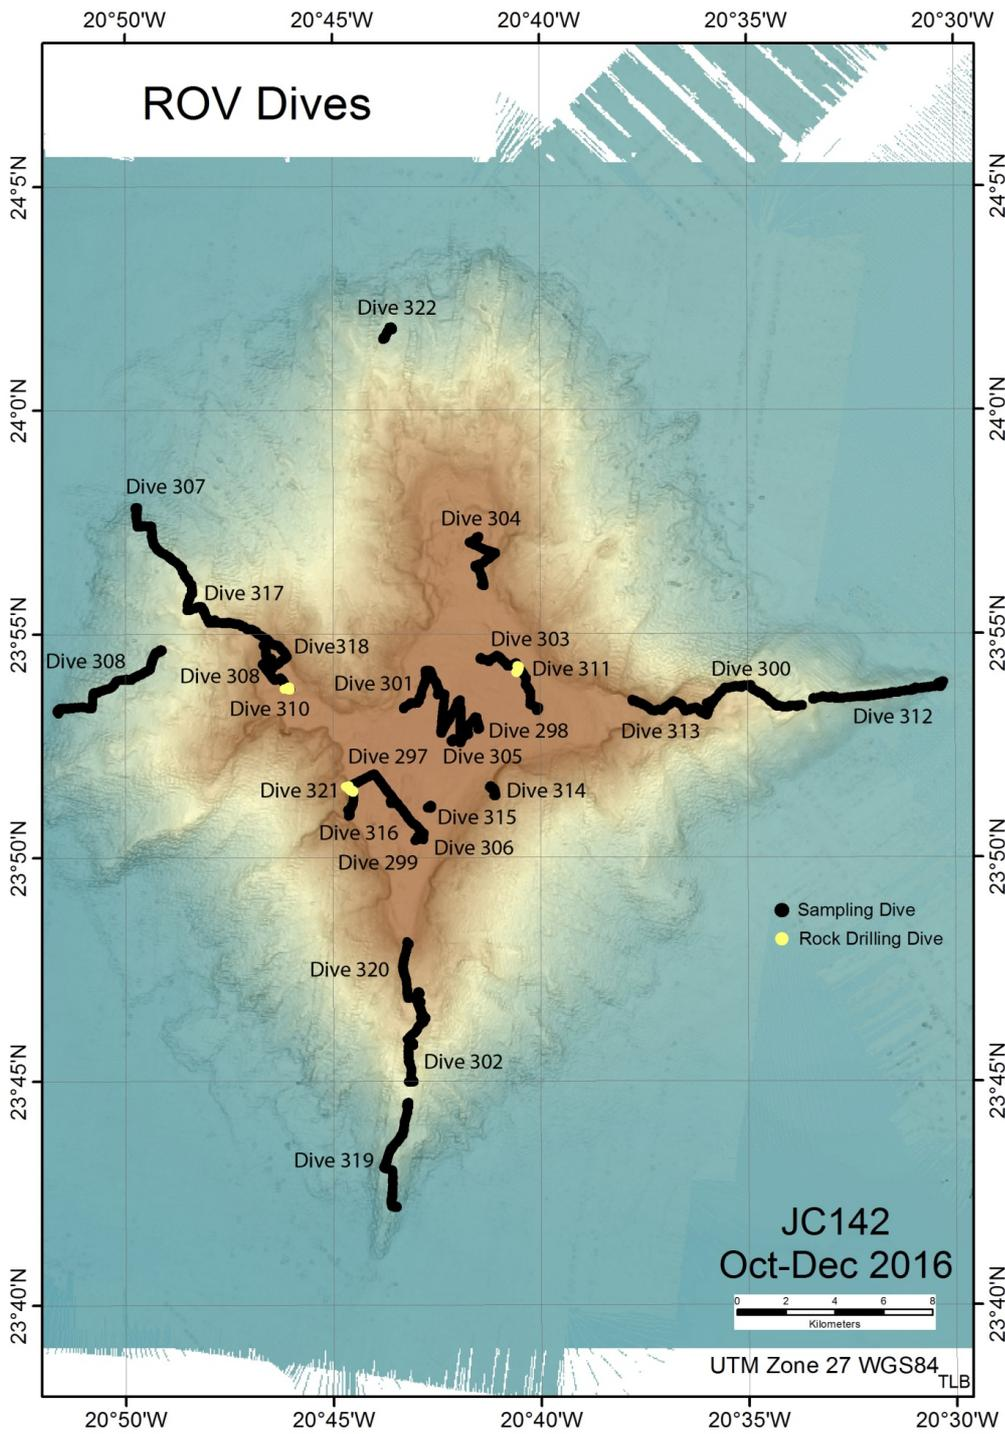 20°50'W 20°45'W 20°40'W 20°35'W 20°30'W
ROV Dives
24°5'N 24°5'N
Dive 322
24°0'N 24°0'N
Dive 307
Dive 304
Dive 317
23°55'N 23°55'N
Dive 303
Dive318
Dive 308
Dive 311
Dive 300
Dive 308
Dive 301
Dive 310
Dive 312
Dive 298
Dive 313
Dive 297
Dive 305
Dive 321
Dive 314
Dive 315
Dive 316
Dive 306
Dive 299
23°50'N 23°50'N
Sampling Dive
Rock Drilling Dive
Dive 320
Dive 302
23°45'N 23°45'N
Dive 319
JC142
Oct-Dec 2016
23°40'N 23°40'N
0 2 4 6 8
Kilometers
UTM Zone 27 WGS84
TLB
20°50'W 20°45'W 20°40'W 20°35'W 20°30'W